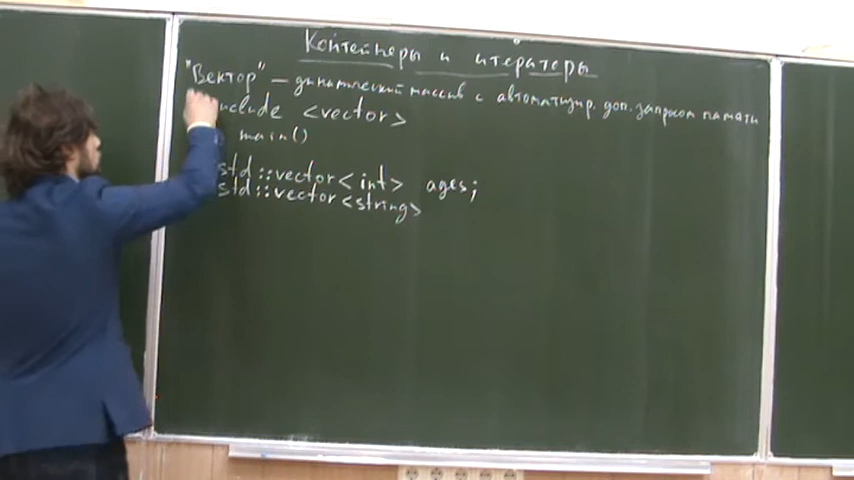 Контейнеры и итераторы
"Вектор" — динамический массив с автоматизир. доп. запросом памяти
include <vector>
main()
std::vector<int> ages;
std::vector<string>